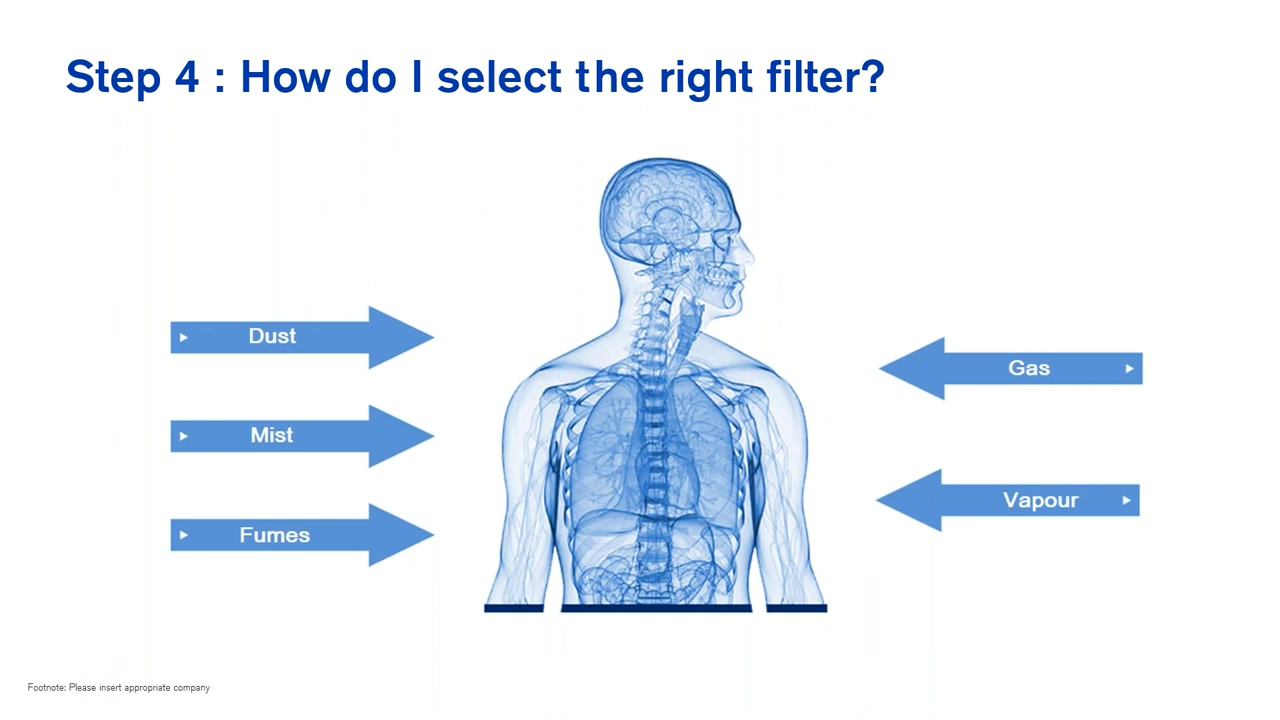 Step 4 : How do I select the right filter?
Dust
Mist
Fumes
Gas
Vapour
Footnote: Please insert appropriate company